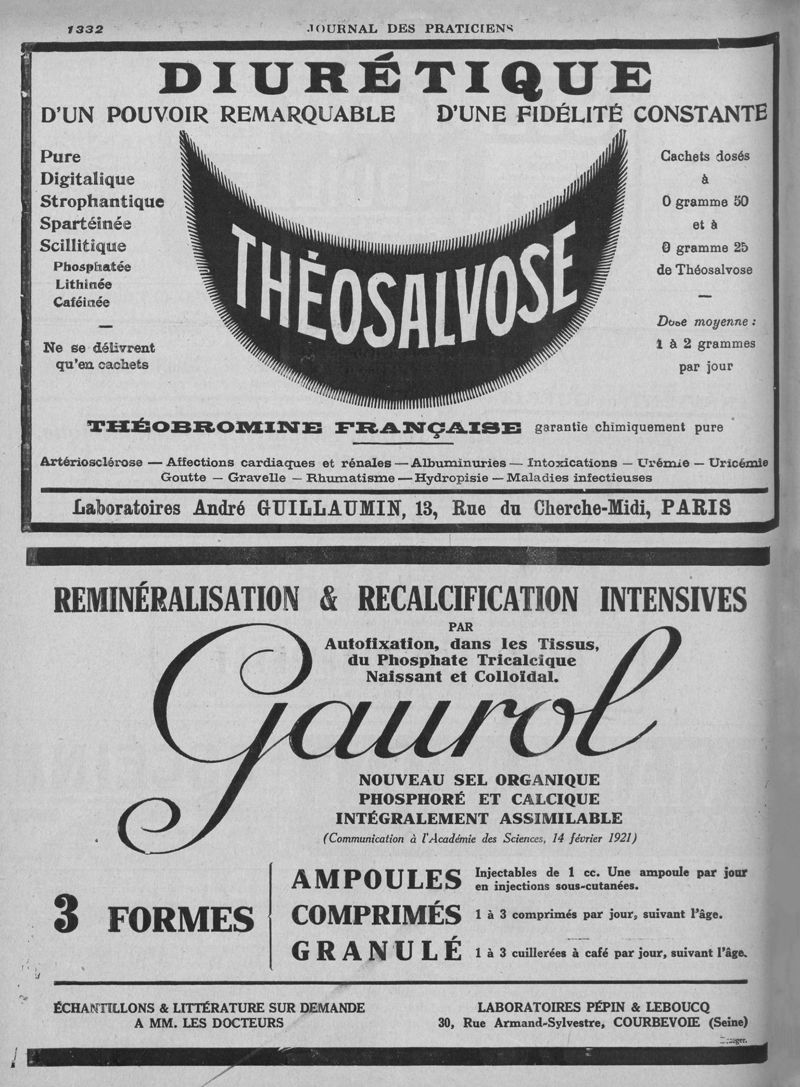 1332
JOURNAL DES PRATICIENS
DIURÉTIQUE
D'UN POUVOIR REMARQUABLE D'UNE FIDÉLITÉ CONSTANTE
Pure
Digitalique
Strophantique
Spartéinée
Scillitique
Phosphatée
Lithinée
Caféinée
—
Ne se délivrent
qu'en cachets
THÉOSALVOSE
Cachets dosés
à
0 gramme 50
et à
0 gramme 25
de Théosalvose
—
Dose moyenne :
1 à 2 grammes
par jour
THÉOBROMINE FRANÇAISE garantie chimiquement pure
Artériosclérose — Affections cardiaques et rénales — Albuminuries — Intoxications — Urémie — Uricémie
Goutte — Gravelle — Rhumatisme — Hydropisie — Maladies infectieuses
Laboratoires André GUILLAUMIN, 13, Rue du Cherche-Midi, PARIS
REMINÉRALISATION & RECALCIFICATION INTENSIVES
PAR
Autofixation, dans les Tissus,
du Phosphate Tricalcique
Naissant et Colloïdal.
Gaurol
NOUVEAU SEL ORGANIQUE
PHOSPHORÉ ET CALCIQUE
INTÉGRALEMENT ASSIMILABLE
(Communication à l'Académie des Sciences, 14 février 1921)
3 FORMES
AMPOULES Injectables de 1 cc. Une ampoule par jour
en injections sous-cutanées.
COMPRIMÉS 1 à 3 comprimés par jour, suivant l'âge.
GRANULÉ 1 à 3 cuillerées à café par jour, suivant l'âge.
ÉCHANTILLONS & LITTÉRATURE SUR DEMANDE
A MM. LES DOCTEURS
LABORATOIRES PÉPIN & LEBOUCQ
30, Rue Armand-Sylvestre, COURBEVOIE (Seine)